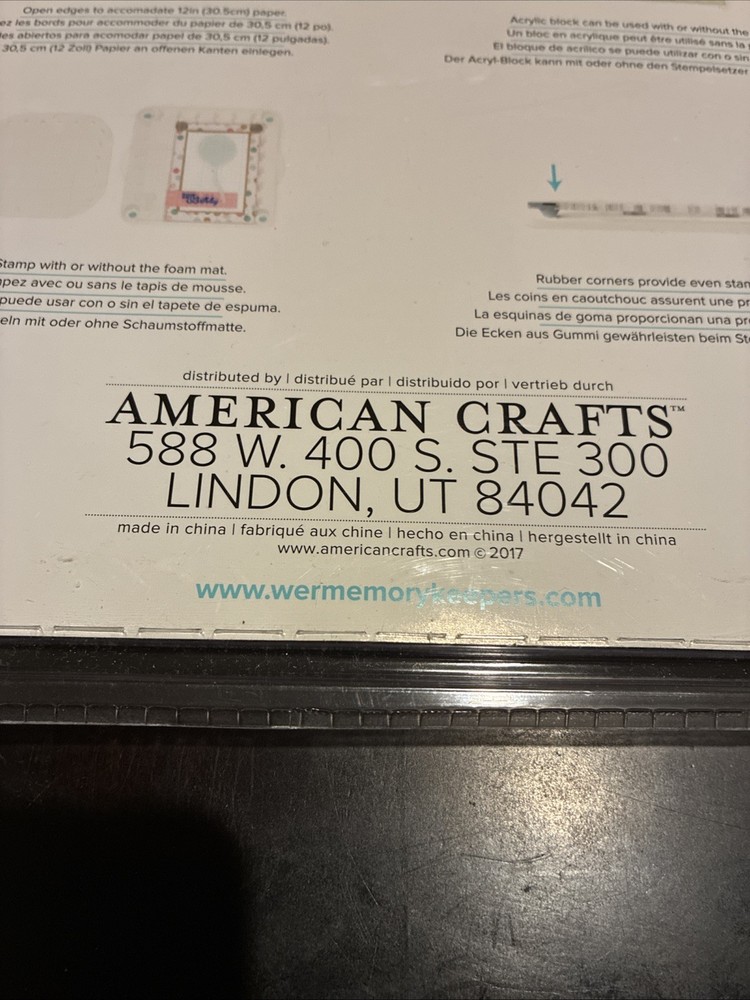 Open edges to accomadate 12in (30.5cm) paper.
ez les bords pour accommoder du papier de 30,5 cm (12 po).
les abiertos para acomodar papel de 30,5 cm (12 pulgadas).
30,5 cm (12 Zoll) Papier an offenen Kanten einlegen.
Acrylic block can be used with or without the
Un bloc en acrylique peut être utilisé sans la
El bloque de acrílico se puede utilizar con o sin
Der Acryl-Block kann mit oder ohne den Stempelsetzer
Stamp with or without the foam mat.
pez avec ou sans le tapis de mousse.
puede usar con o sin el tapete de espuma.
eln mit oder ohne Schaumstoffmatte.
Rubber corners provide even stam
Les coins en caoutchouc assurent une pr
La esquinas de goma proporcionan una pr
Die Ecken aus Gummi gewährleisten beim St
distributed by | distribué par | distribuido por | vertrieb durch
AMERICAN CRAFTS™
588 W. 400 S. STE 300
LINDON, UT 84042
made in china | fabriqué aux chine | hecho en china | hergestellt in china
www.americancrafts.com © 2017
www.wermemorykeepers.com